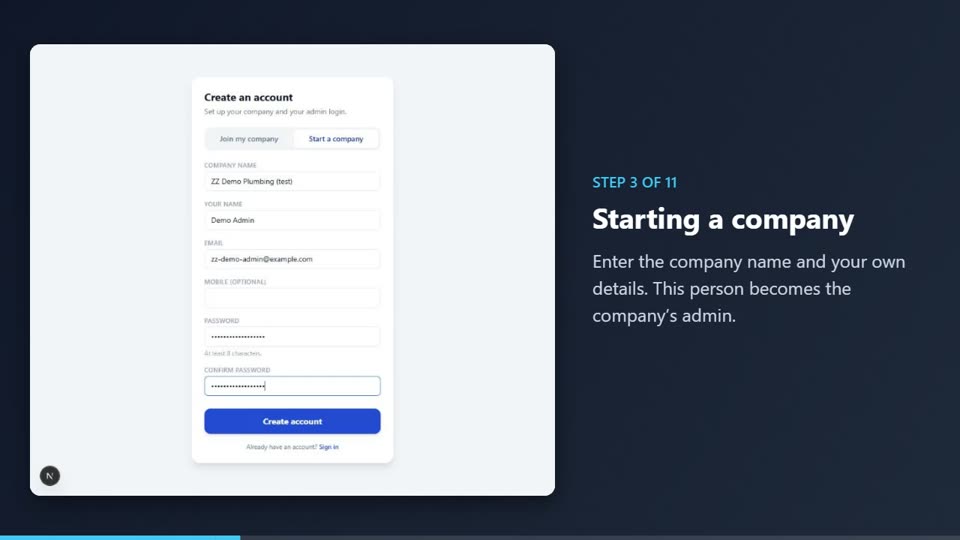 Create an account
Set up your company and your admin login.
Join my company
Start a company
COMPANY NAME
ZZ Demo Plumbing (test)
YOUR NAME
Demo Admin
EMAIL
zz-demo-admin@example.com
MOBILE (OPTIONAL)
PASSWORD
••••••••••••••••••
At least 8 characters.
CONFIRM PASSWORD
••••••••••••••••••
Create account
Already have an account? Sign in
N
STEP 3 OF 11
Starting a company
Enter the company name and your own
details. This person becomes the
company's admin.